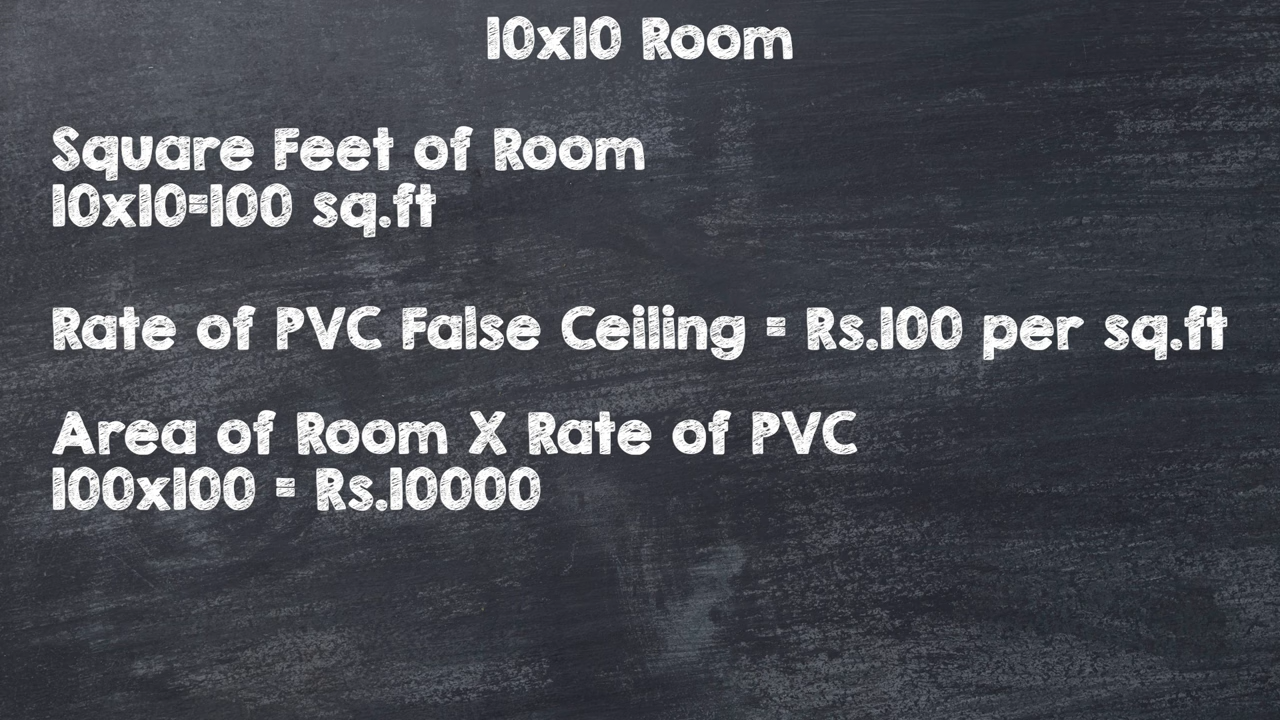 10x10 Room
Square Feet of Room
10x10=100 sq.ft
Rate of PVC False Ceiling = Rs.100 per sq.ft
Area of Room X Rate of PVC
100x100 = Rs.10000